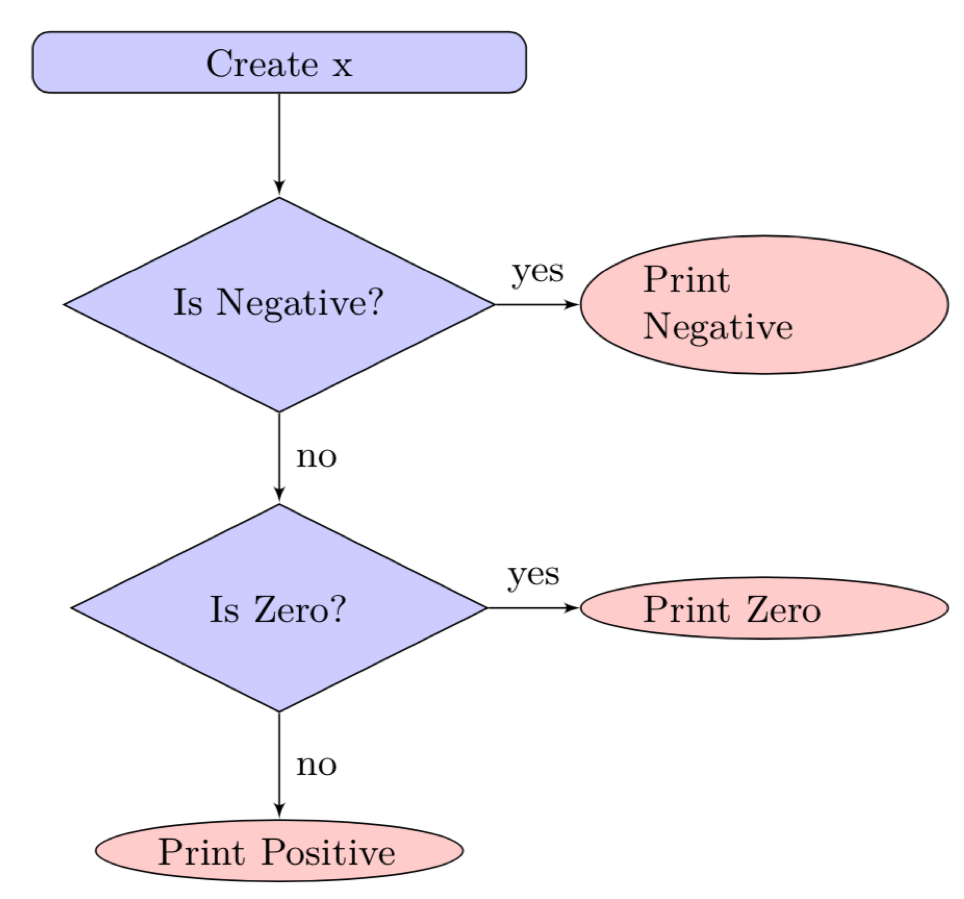 Create x
Is Negative?
yes
Print
Negative
no
Is Zero?
yes
Print Zero
no
Print Positive